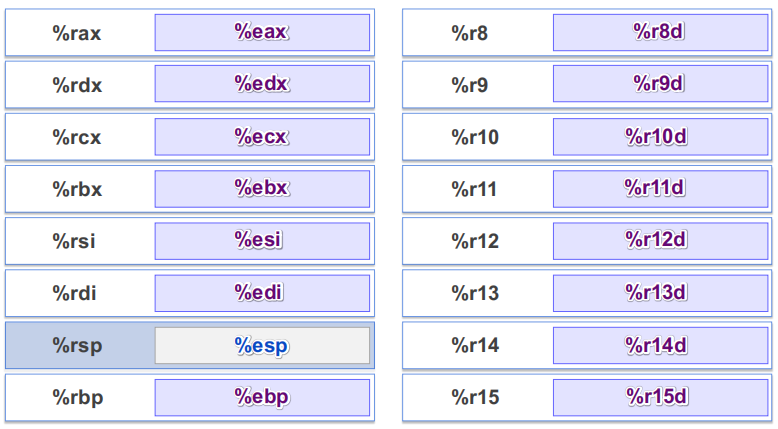 %rax %eax %r8 %r8d
%rdx %edx %r9 %r9d
%rcx %ecx %r10 %r10d
%rbx %ebx %r11 %r11d
%rsi %esi %r12 %r12d
%rdi %edi %r13 %r13d
%rsp %esp %r14 %r14d
%rbp %ebp %r15 %r15d